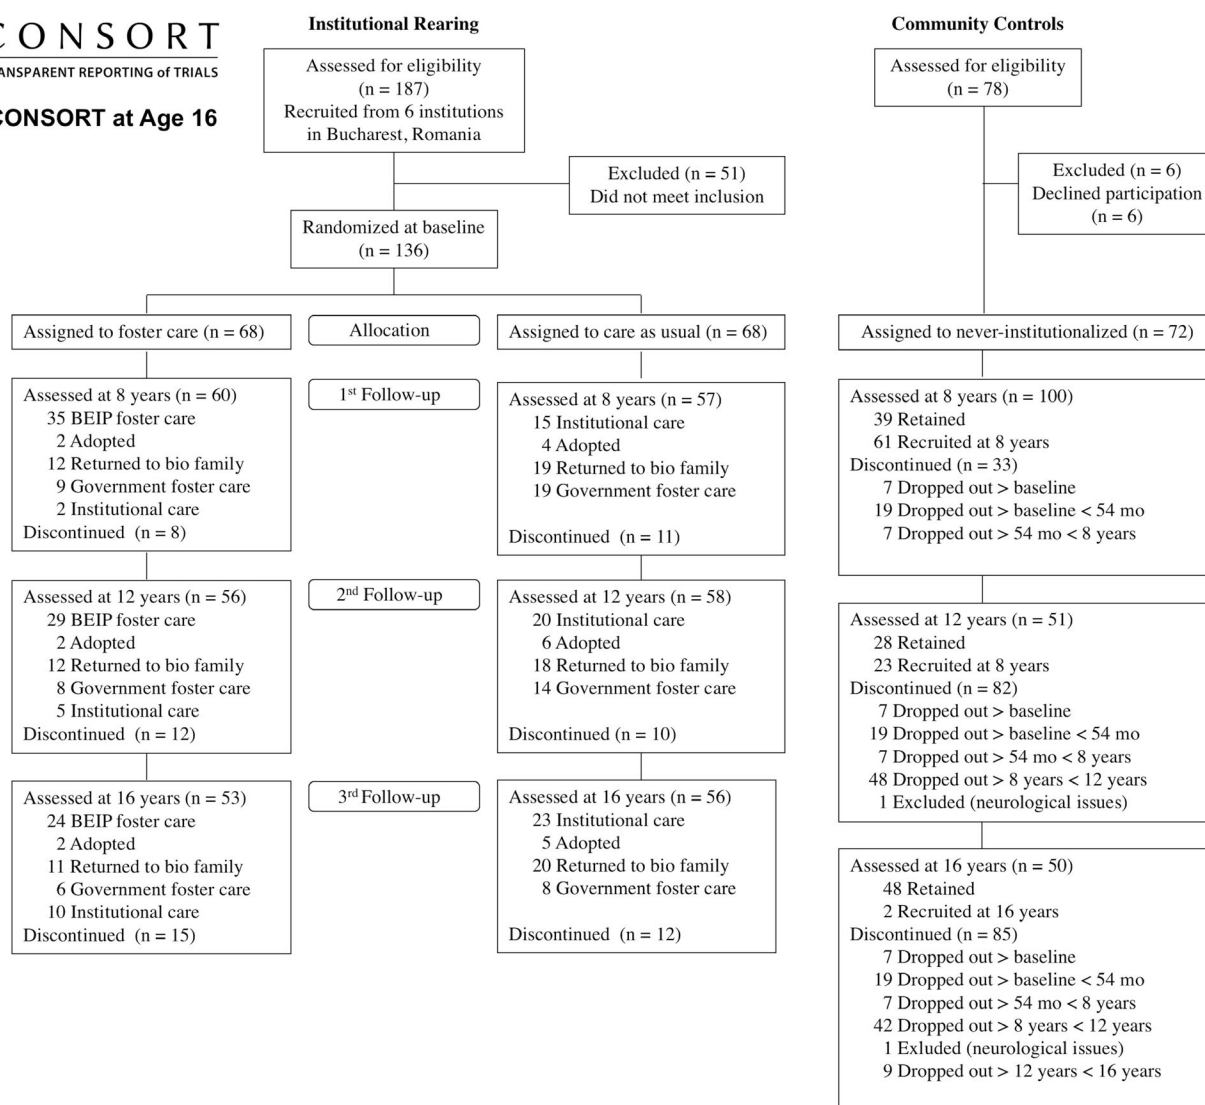 CONSORT
TRANSPARENT REPORTING of TRIALS
CONSORT at Age 16
Institutional Rearing
Assessed for eligibility
(n = 187)
Recruited from 6 institutions
in Bucharest, Romania
Excluded (n = 51)
Did not meet inclusion
Randomized at baseline
(n = 136)
Community Controls
Assessed for eligibility
(n = 78)
Excluded (n = 6)
Declined participation
(n = 6)
Assigned to foster care (n = 68)
Allocation
Assigned to care as usual (n = 68)
Assigned to never-institutionalized (n = 72)
Assessed at 8 years (n = 60)
35 BEIP foster care
2 Adopted
12 Returned to bio family
9 Government foster care
2 Institutional care
Discontinued (n = 8)
1st Follow-up
Assessed at 8 years (n = 57)
15 Institutional care
4 Adopted
19 Returned to bio family
19 Government foster care
Discontinued (n = 11)
Assessed at 8 years (n = 100)
39 Retained
61 Recruited at 8 years
Discontinued (n = 33)
7 Dropped out > baseline
19 Dropped out > baseline < 54 mo
7 Dropped out > 54 mo < 8 years
Assessed at 12 years (n = 56)
29 BEIP foster care
2 Adopted
12 Returned to bio family
8 Government foster care
5 Institutional care
Discontinued (n = 12)
2nd Follow-up
Assessed at 12 years (n = 58)
20 Institutional care
6 Adopted
18 Returned to bio family
14 Government foster care
Discontinued (n = 10)
Assessed at 12 years (n = 51)
28 Retained
23 Recruited at 8 years
Discontinued (n = 82)
7 Dropped out > baseline
19 Dropped out > baseline < 54 mo
7 Dropped out > 54 mo < 8 years
48 Dropped out > 8 years < 12 years
1 Excluded (neurological issues)
Assessed at 16 years (n = 53)
24 BEIP foster care
2 Adopted
11 Returned to bio family
6 Government foster care
10 Institutional care
Discontinued (n = 15)
3rd Follow-up
Assessed at 16 years (n = 56)
23 Institutional care
5 Adopted
20 Returned to bio family
8 Government foster care
Discontinued (n = 12)
Assessed at 16 years (n = 50)
48 Retained
2 Recruited at 16 years
Discontinued (n = 85)
7 Dropped out > baseline
19 Dropped out > baseline < 54 mo
7 Dropped out > 54 mo < 8 years
42 Dropped out > 8 years < 12 years
1 Exluded (neurological issues)
9 Dropped out > 12 years < 16 years